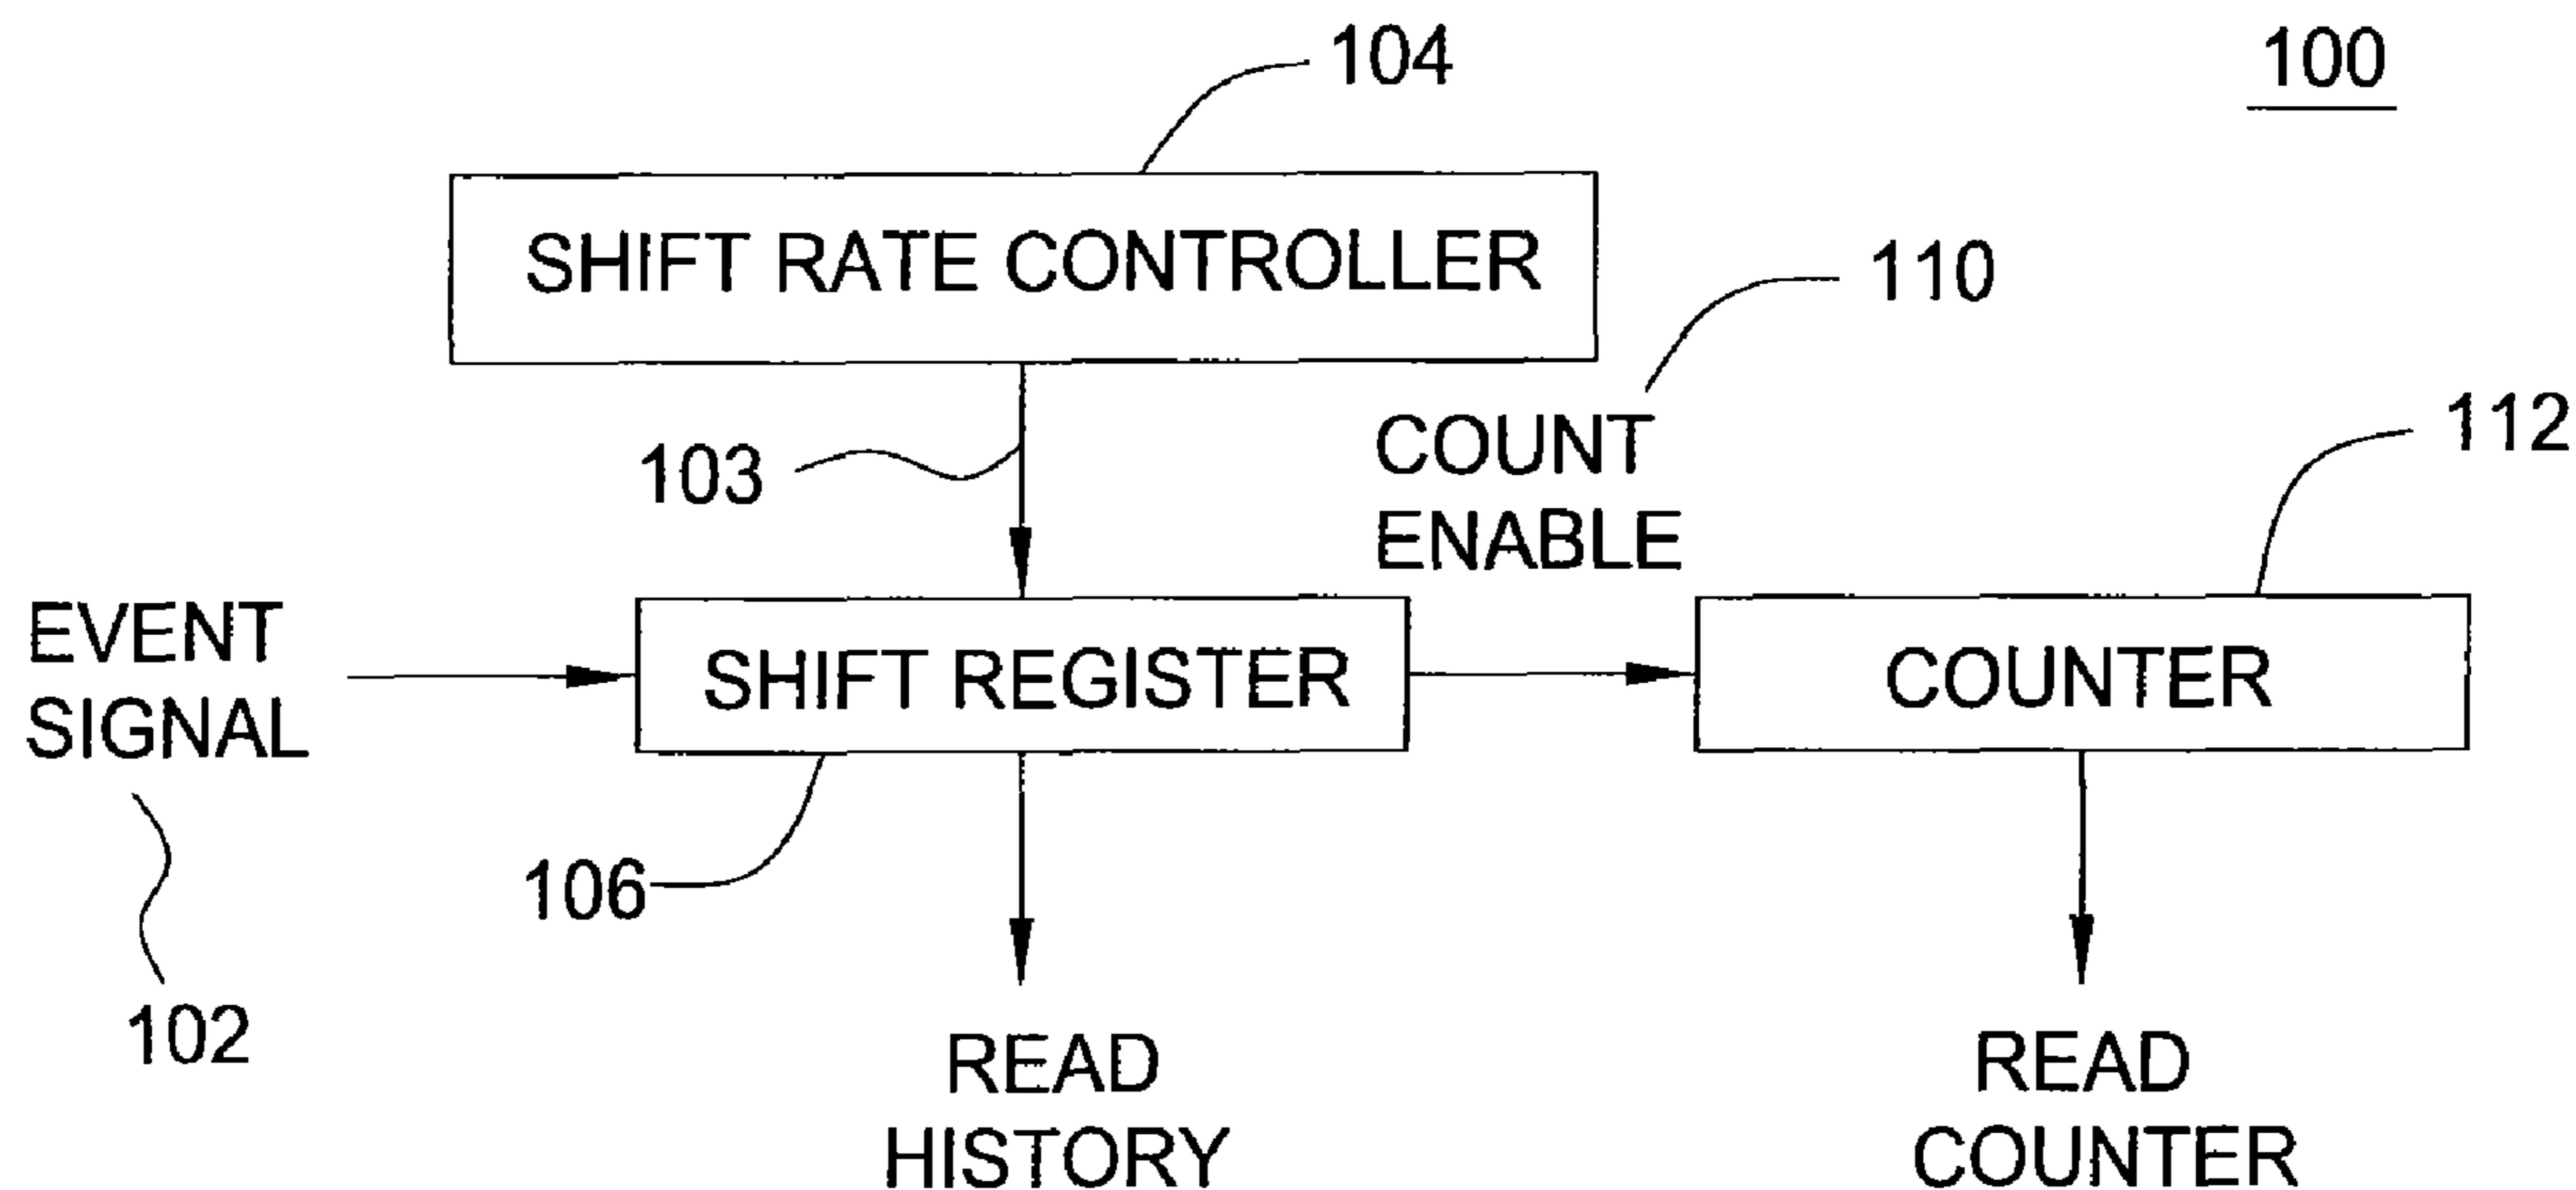 104
100
SHIFT RATE CONTROLLER
110
103
COUNT
ENABLE
112
EVENT
SIGNAL
SHIFT REGISTER
COUNTER
106
102
READ
HISTORY
READ
COUNTER